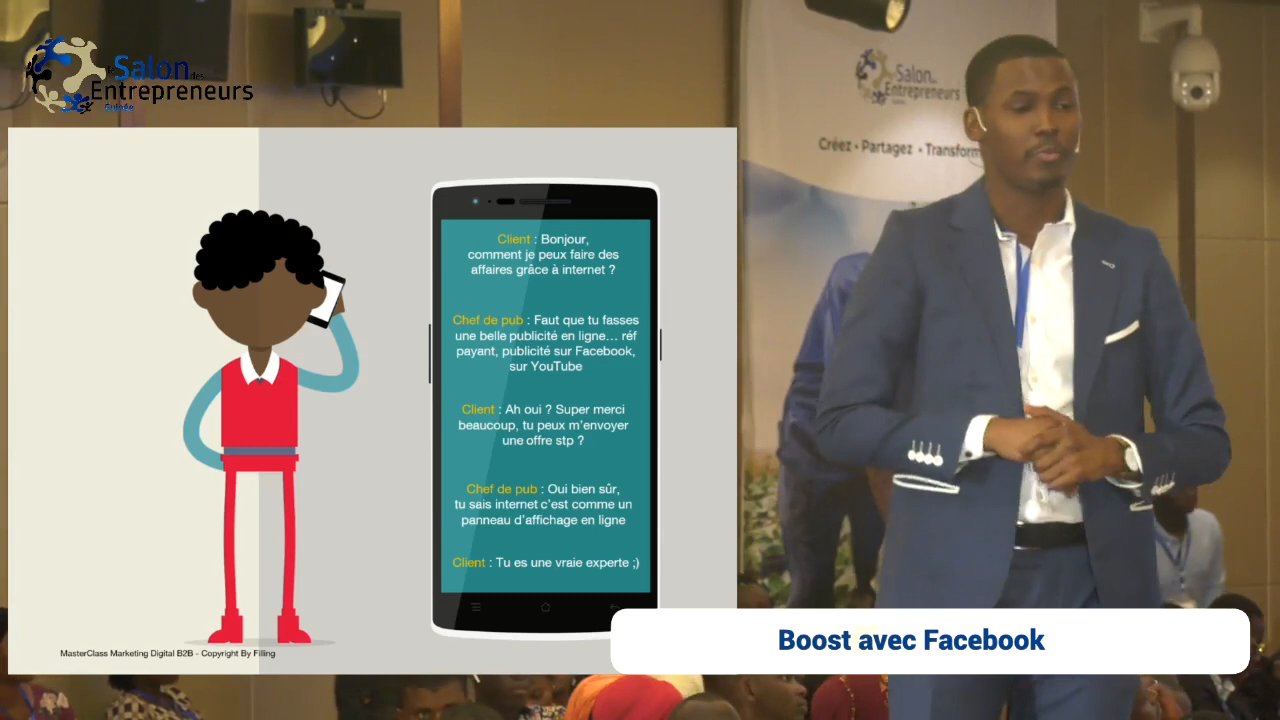 Salon des
Entrepreneurs
Guinée
Salon des
Entrepreneurs
Créez • Partagez • Transform
Client : Bonjour,
comment je peux faire des
affaires grâce à internet ?
Chef de pub : Faut que tu fasses
une belle publicité en ligne... réf
payant, publicité sur Facebook,
sur YouTube
Client : Ah oui ? Super merci
beaucoup, tu peux m'envoyer
une offre stp ?
Chef de pub : Oui bien sûr,
tu sais internet c'est comme un
panneau d'affichage en ligne
Client : Tu es une vraie experte ;)
MasterClass Marketing Digital B2B - Copyright By Filling
Boost avec Facebook